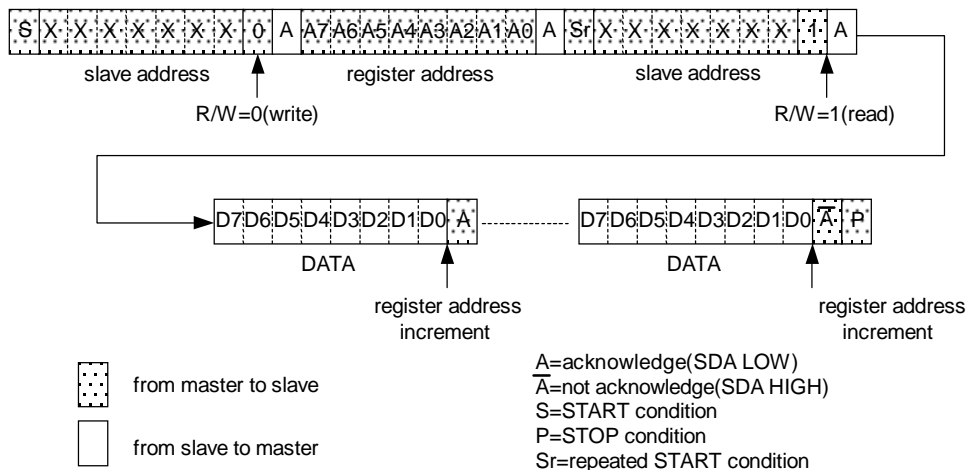 S X X X X X X X 0 A A7 A6 A5 A4 A3 A2 A1 A0 A Sr X X X X X X X 1 A
slave address register address slave address
R/W=0(write) R/W=1(read)
D7 D6 D5 D4 D3 D2 D1 D0 A D7 D6 D5 D4 D3 D2 D1 D0 A̅ P
DATA DATA
register address register address
increment increment
from master to slave
from slave to master
A=acknowledge(SDA LOW)
A̅=not acknowledge(SDA HIGH)
S=START condition
P=STOP condition
Sr=repeated START condition